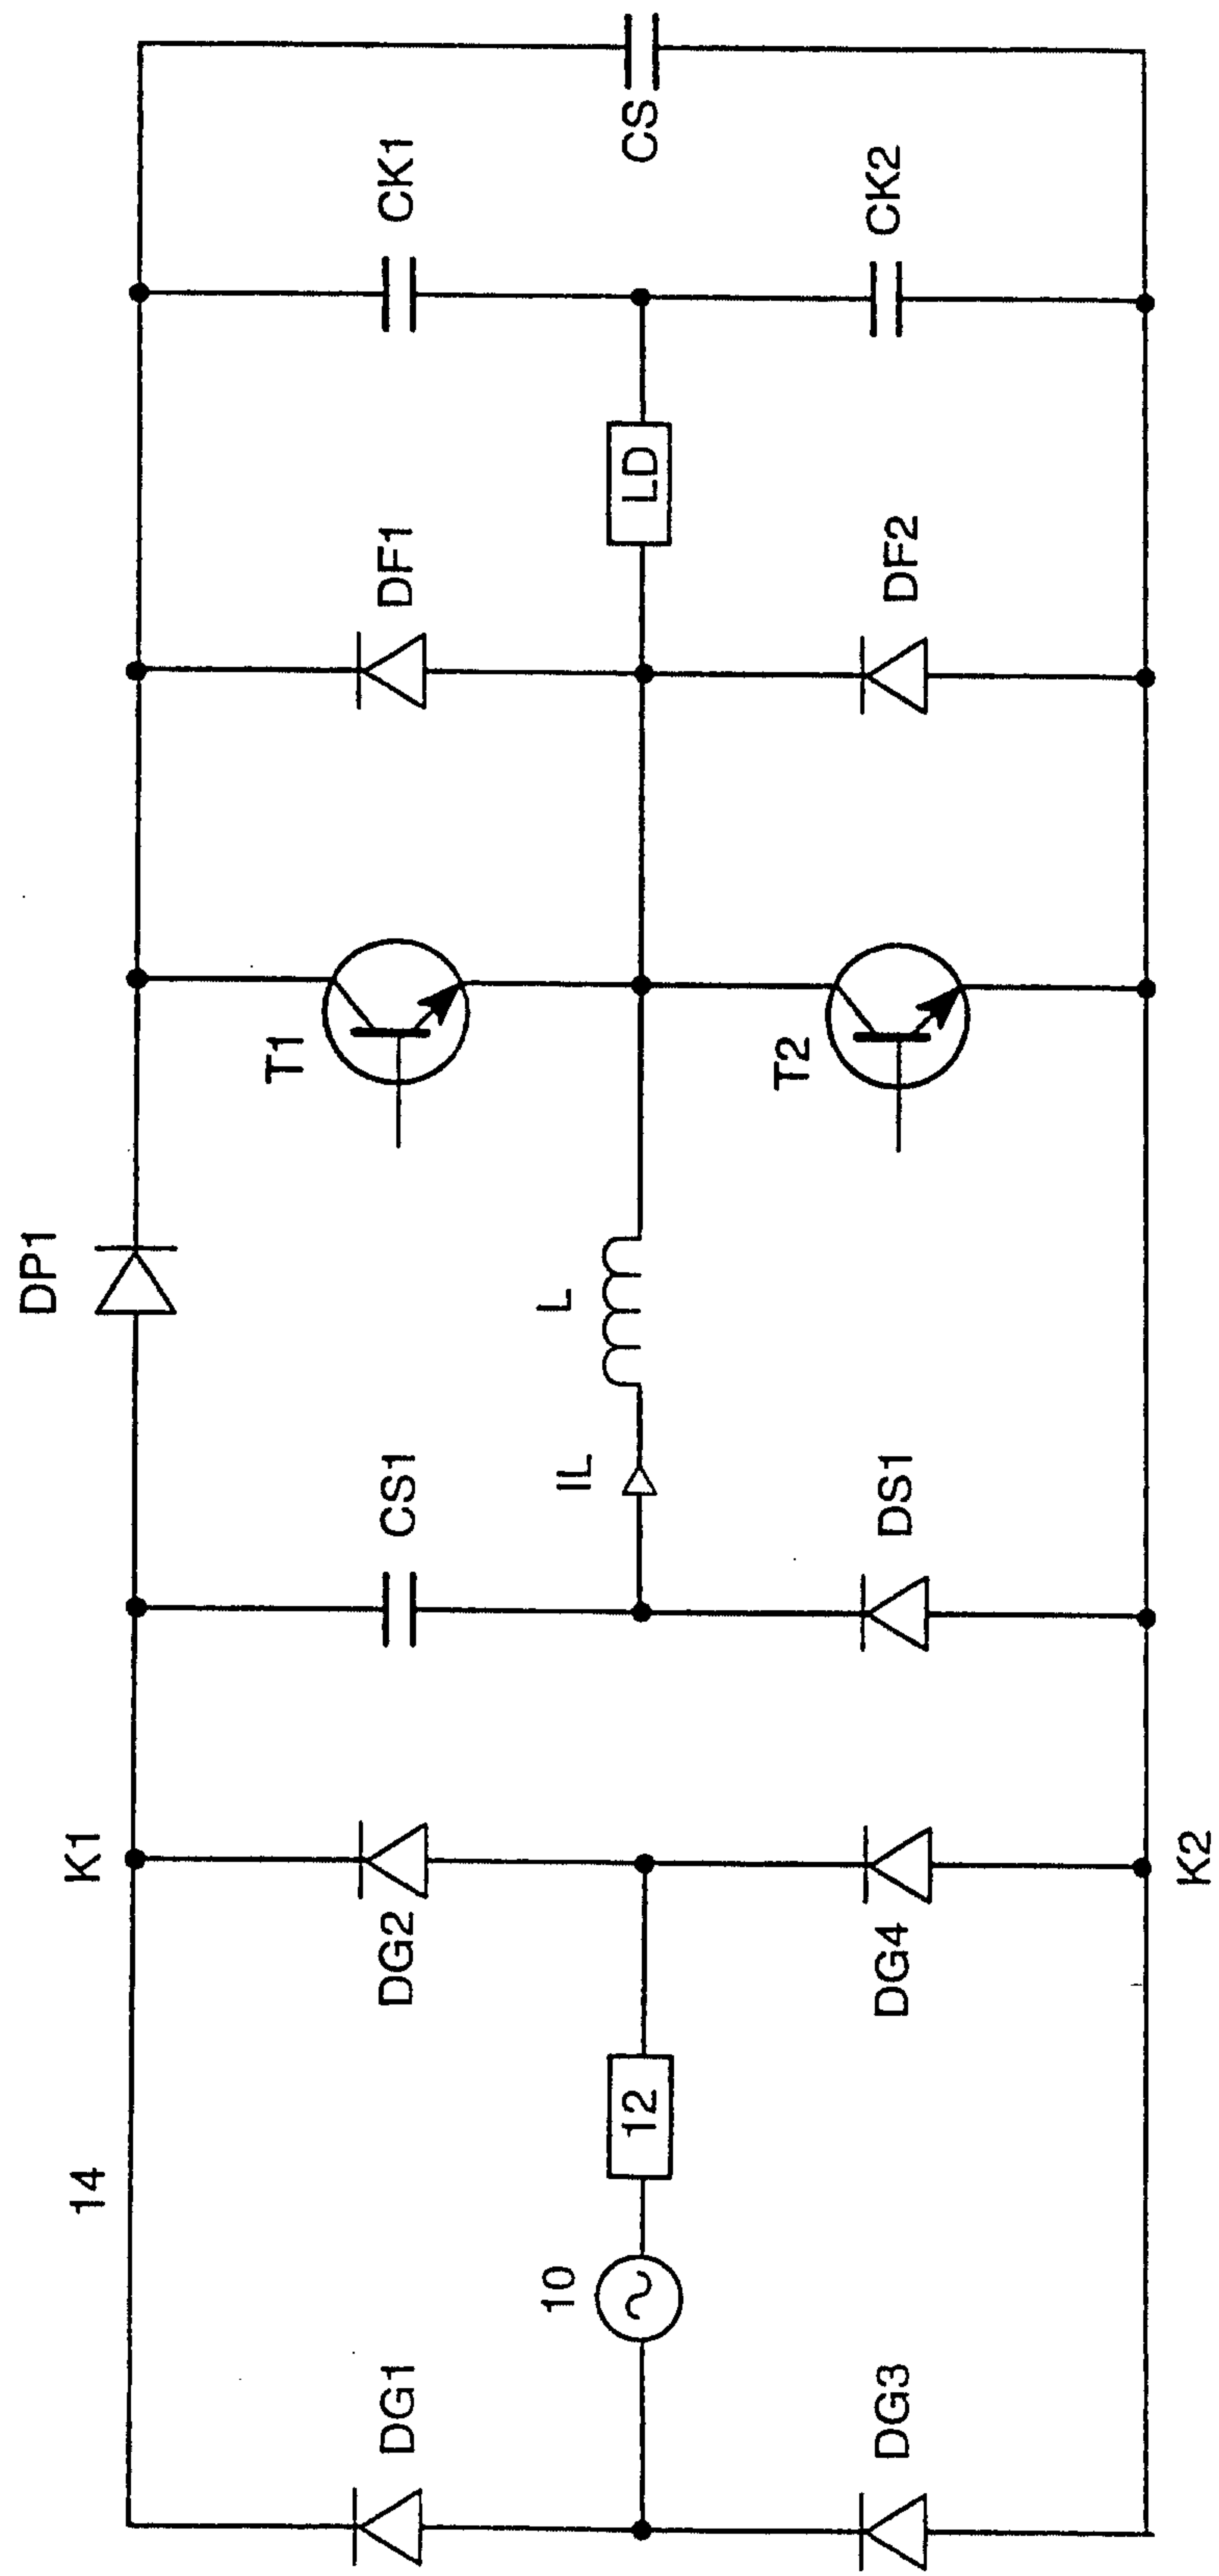 DP1
14
K1
DG1
DG2
CS1
T1
DF1
CK1
10
12
IL
L
LD
CS
DG3
DG4
DS1
T2
DF2
CK2
K2